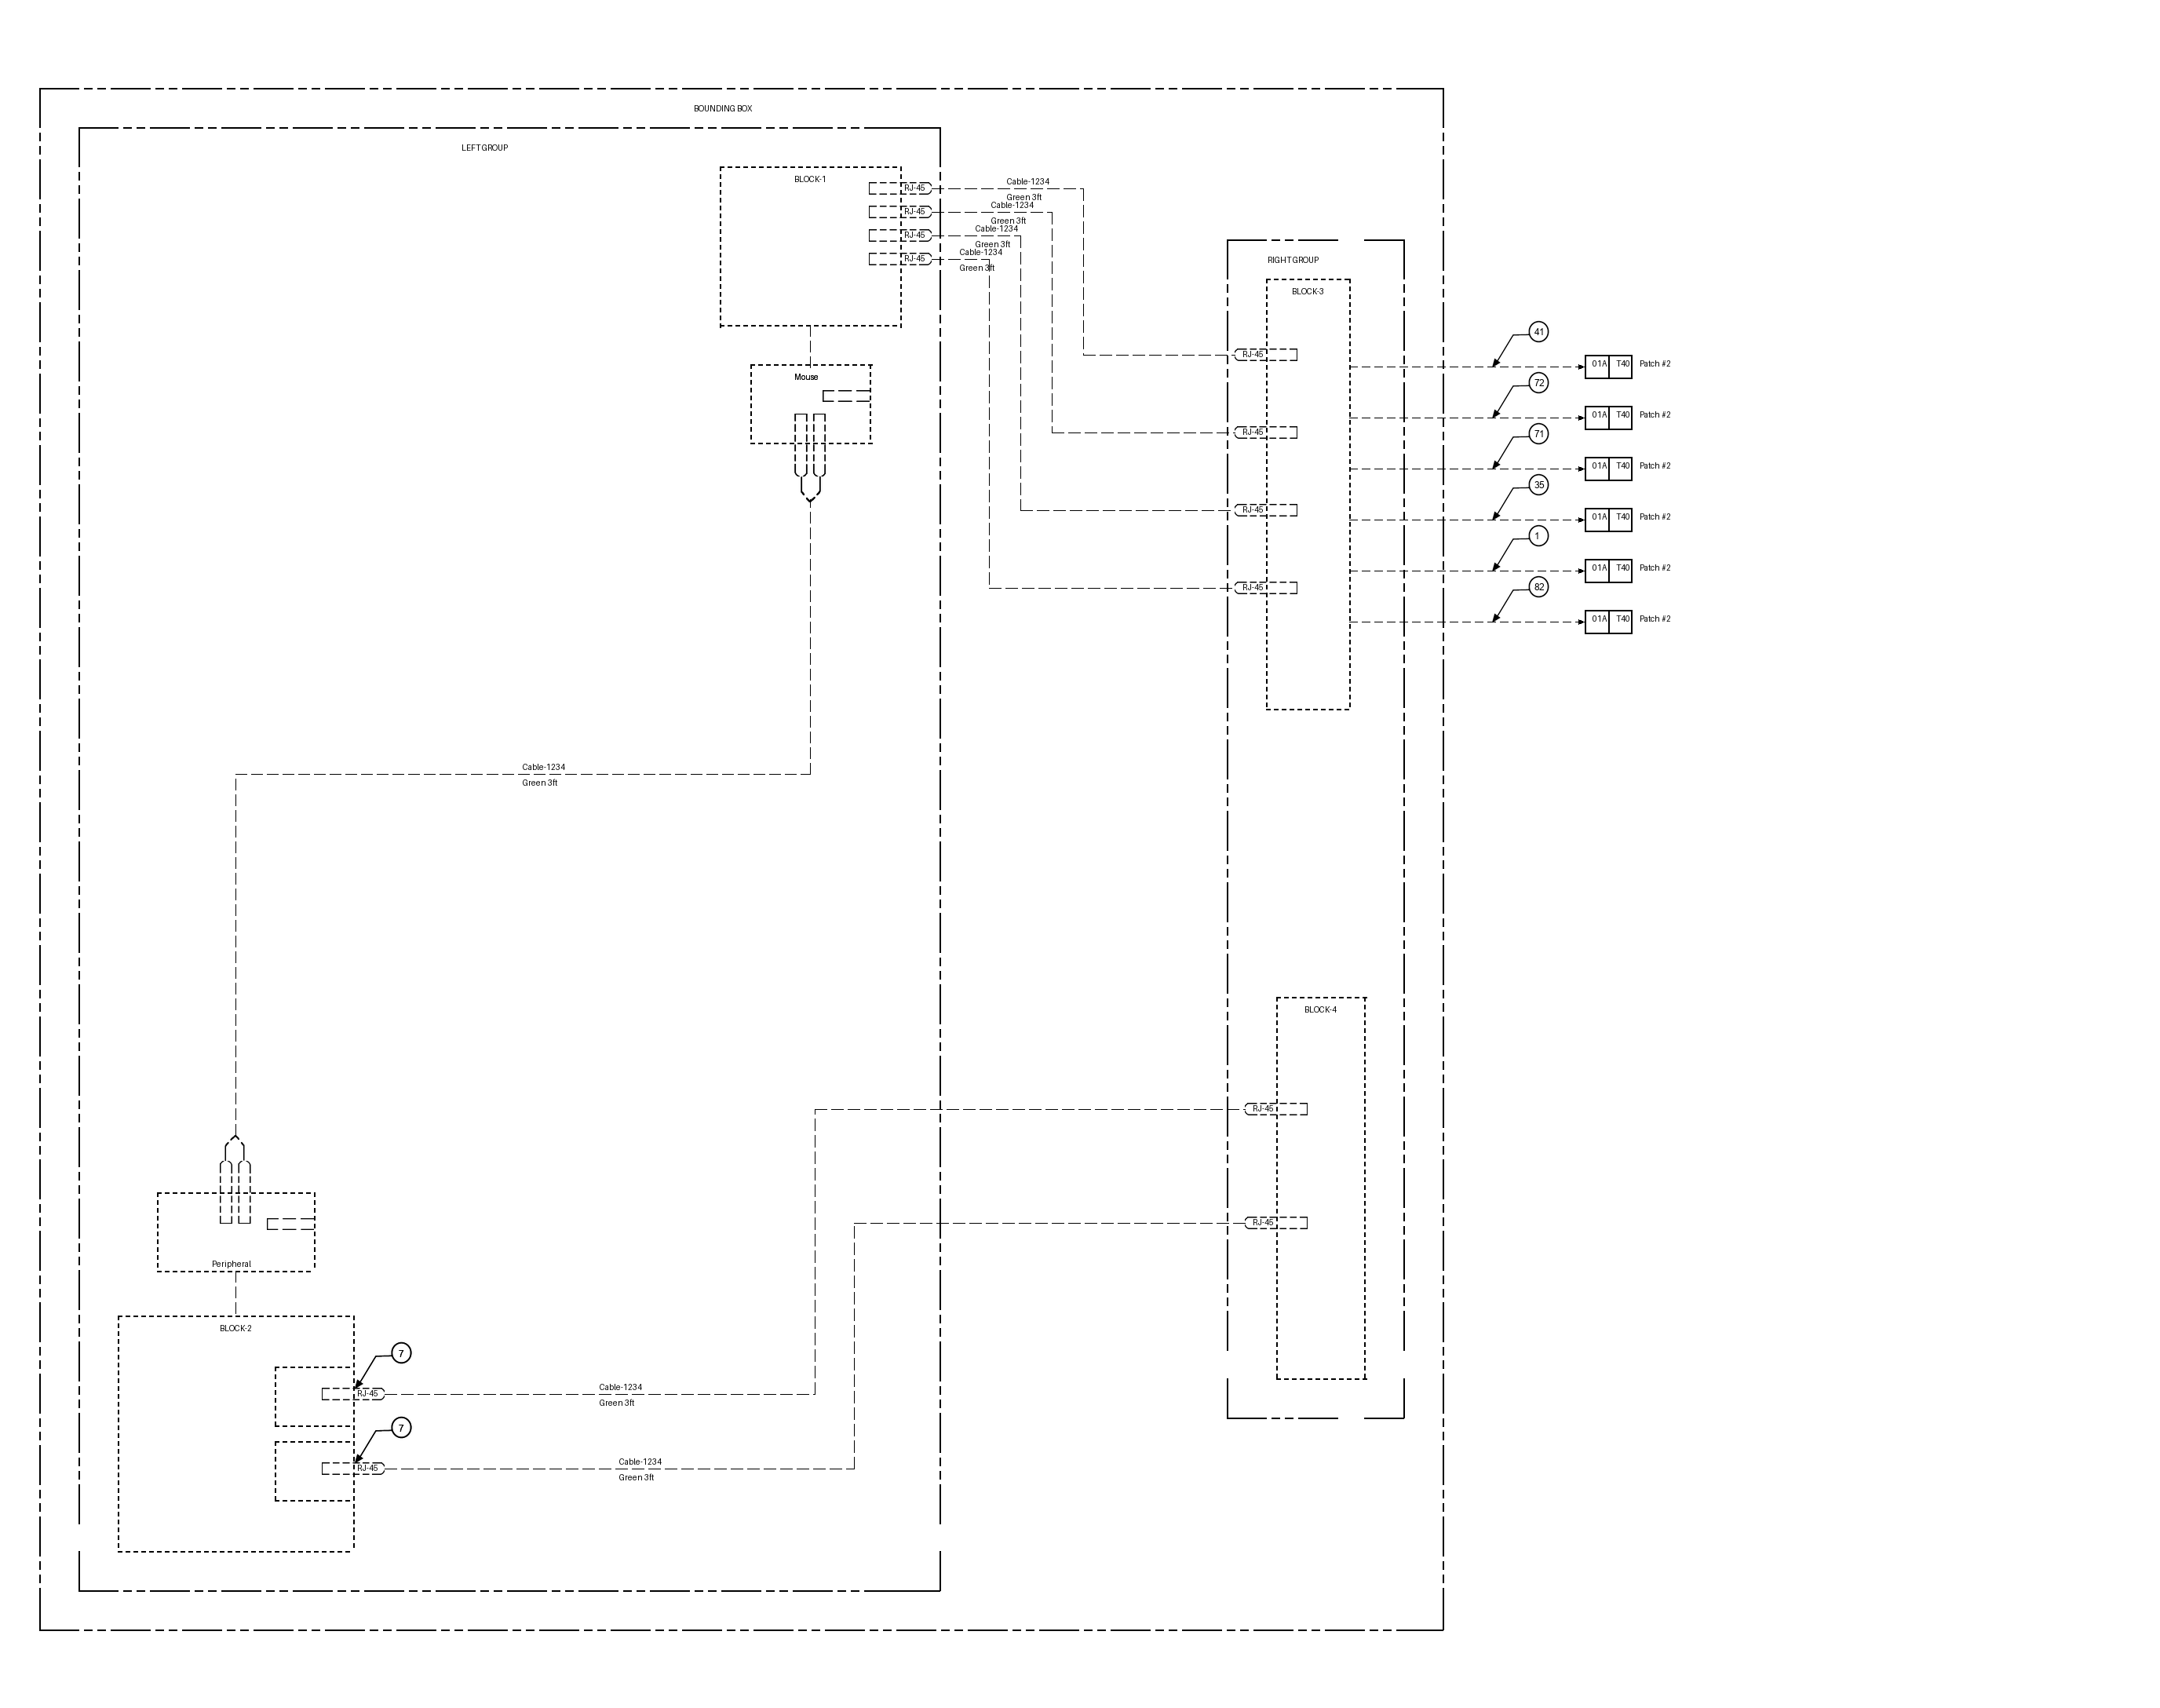 BOUNDING BOX
LEFT GROUP
BLOCK-1
RJ-45
Cable-1234
Green 3ft
RJ-45
Cable-1234
Green 3ft
RJ-45
Cable-1234
Green 3ft
RJ-45
Cable-1234
Green 3ft
Mouse
RIGHT GROUP
BLOCK-3
RJ-45
RJ-45
RJ-45
RJ-45
41
01A T40 Patch #2
72
01A T40 Patch #2
71
01A T40 Patch #2
35
01A T40 Patch #2
1
01A T40 Patch #2
82
01A T40 Patch #2
Cable-1234
Green 3ft
BLOCK-4
RJ-45
RJ-45
Peripheral
BLOCK-2
7
RJ-45
Cable-1234
Green 3ft
7
RJ-45
Cable-1234
Green 3ft